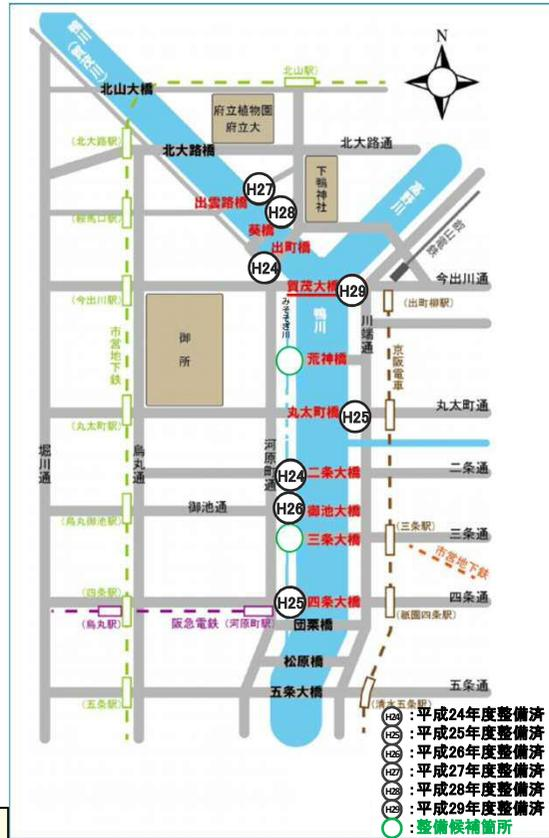 N
鴨川
(賀茂川)
北山駅)
北山大橋
府立植物園
府立大
(北大路駅)
北大路橋
北大路通
下鴨神社
高野川
叡山電鉄
H27
出雲路橋
(鞍馬口駅)
H28
葵橋
出町橋
H24
賀茂大橋
H29
今出川通
(今出川駅)
(出町柳駅)
みそそぎ川
鴨川
川端通
市営地下鉄
御所
荒神橋
京阪電車
丸太町橋
H25
丸太町通
(丸太町駅)
堀川通
烏丸通
河原町通
H24
二条大橋
二条通
御池通
H26
御池大橋
(烏丸御池駅)
(三条駅)
三条大橋
三条通
市営地下鉄
(四条駅)
H25
四条大橋
四条通
(烏丸駅)
阪急電鉄
(河原町駅)
(祇園四条駅)
団栗橋
松原橋
五条大橋
五条通
(五条駅)
(清水五条駅)
H24:平成24年度整備済
H25:平成25年度整備済
H26:平成26年度整備済
H27:平成27年度整備済
H28:平成28年度整備済
H29:平成29年度整備済
:整備候補箇所